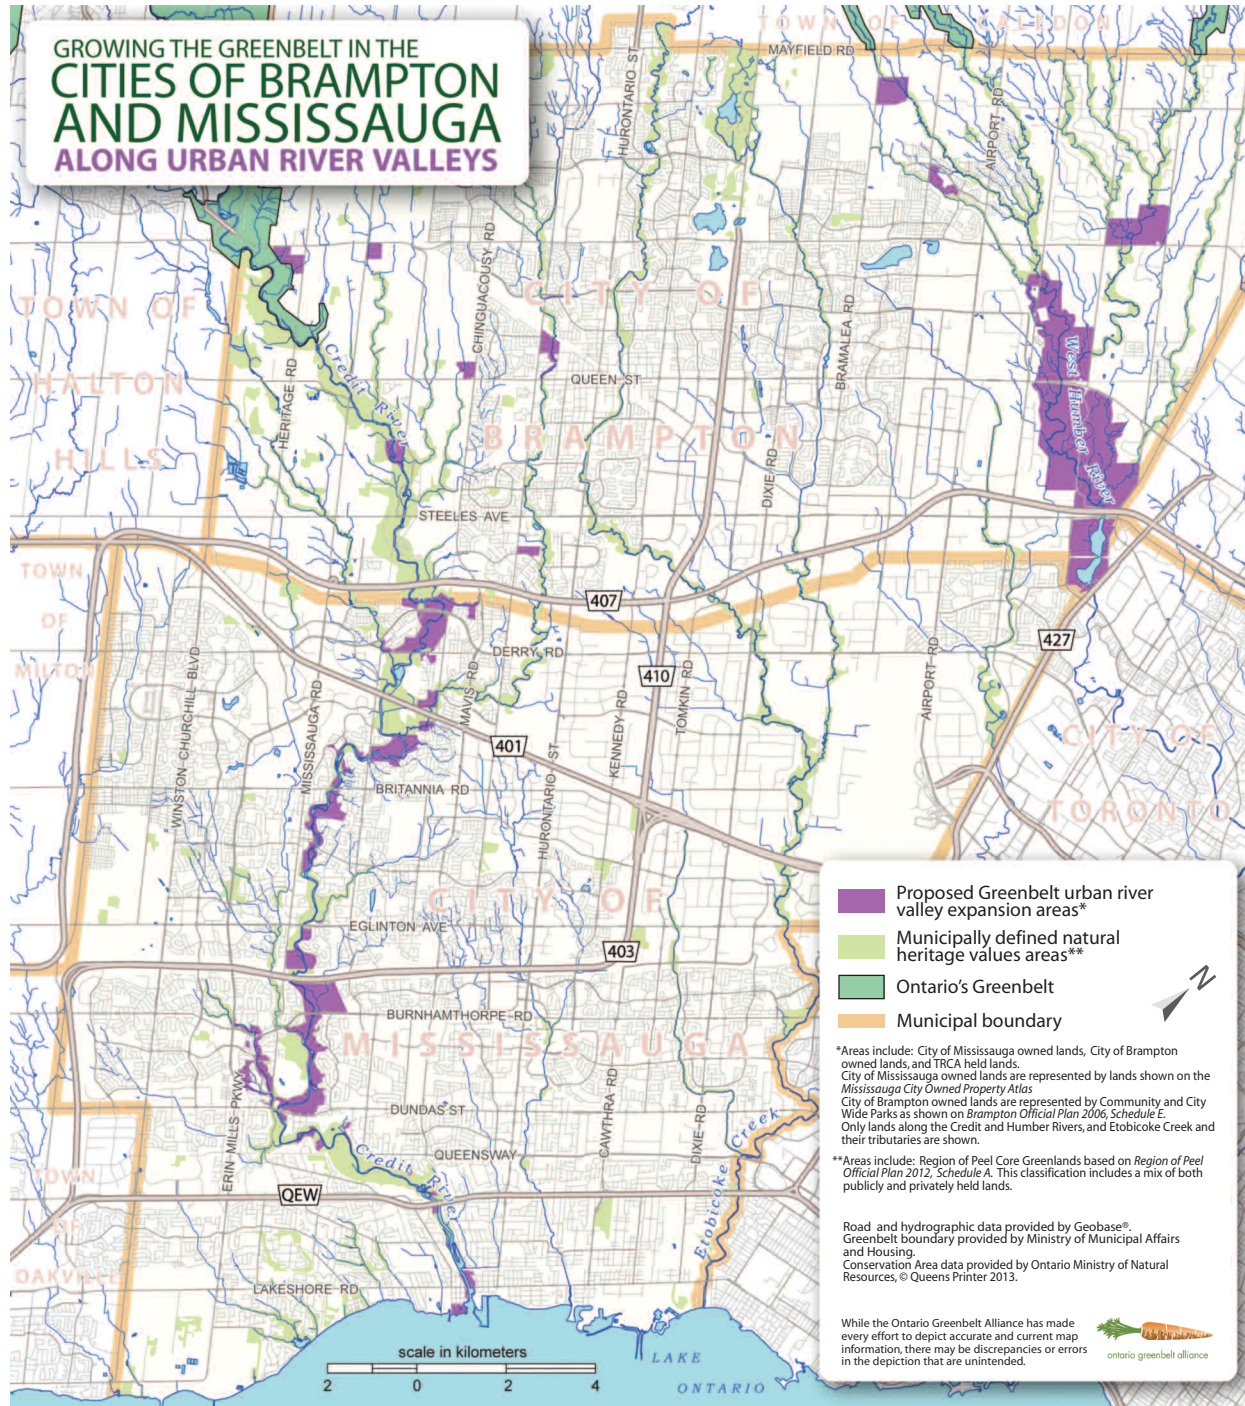 GROWING THE GREENBELT IN THE
CITIES OF BRAMPTON
AND MISSISSAUGA
ALONG URBAN RIVER VALLEYS
TOWN OF CALEDON
MAYFIELD RD
HURONTARIO ST
AIRPORT RD
CHINGUACOUSY RD
CITY OF
BRAMPTON
TOWN OF
HALTON
HILLS
HERITAGE RD
Credit River
QUEEN ST
BRAMALEA RD
West Humber River
DIXIE RD
STEELES AVE
407
TOWN
OF
MILTON
427
DERRY RD
410
WINSTON CHURCHILL BLVD
MISSISSAUGA RD
MAVIS RD
KENNEDY RD
TOMKIN RD
AIRPORT RD
401
CITY OF
TORONTO
BRITANNIA RD
HURONTARIO ST
CITY OF
MISSISSAUGA
EGLINTON AVE
403
BURNHAMTHORPE RD
ERIN MILLS PKWY
DUNDAS ST
CAWTHRA RD
DIXIE RD
Etobicoke Creek
Credit River
QUEENSWAY
QEW
TOWN
OF
OAKVILLE
LAKESHORE RD
scale in kilometers
2 0 2 4
LAKE
ONTARIO
Proposed Greenbelt urban river
valley expansion areas*
Municipally defined natural
heritage values areas**
Ontario's Greenbelt
Municipal boundary
N
*Areas include: City of Mississauga owned lands, City of Brampton
owned lands, and TRCA held lands.
City of Mississauga owned lands are represented by lands shown on the
Mississauga City Owned Property Atlas
City of Brampton owned lands are represented by Community and City
Wide Parks as shown on Brampton Official Plan 2006, Schedule E.
Only lands along the Credit and Humber Rivers, and Etobicoke Creek and
their tributaries are shown.
**Areas include: Region of Peel Core Greenlands based on Region of Peel
Official Plan 2012, Schedule A. This classification includes a mix of both
publicly and privately held lands.
Road and hydrographic data provided by Geobase®.
Greenbelt boundary provided by Ministry of Municipal Affairs
and Housing.
Conservation Area data provided by Ontario Ministry of Natural
Resources, © Queens Printer 2013.
While the Ontario Greenbelt Alliance has made
every effort to depict accurate and current map
information, there may be discrepancies or errors
in the depiction that are unintended.
ontario greenbelt alliance